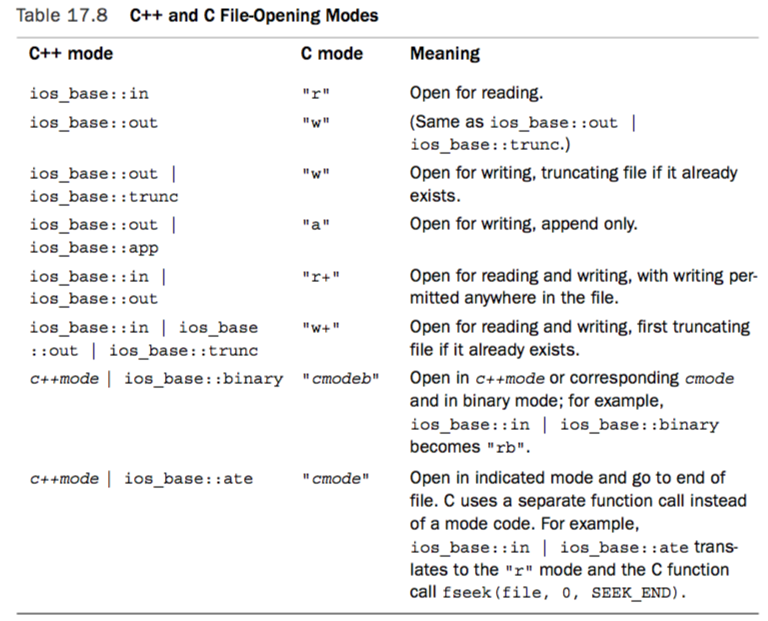 Table 17.8 C++ and C File-Opening Modes
C++ mode C mode Meaning
ios_base::in "r" Open for reading.
ios_base::out "w" (Same as ios_base::out |
ios_base::trunc.)
ios_base::out | "w" Open for writing, truncating file if it already
ios_base::trunc exists.
ios_base::out | "a" Open for writing, append only.
ios_base::app
ios_base::in | "r+" Open for reading and writing, with writing per-
ios_base::out mitted anywhere in the file.
ios_base::in | ios_base "w+" Open for reading and writing, first truncating
::out | ios_base::trunc file if it already exists.
c++mode | ios_base::binary "cmodeb" Open in c++mode or corresponding cmode
and in binary mode; for example,
ios_base::in | ios_base::binary
becomes "rb".
c++mode | ios_base::ate "cmode" Open in indicated mode and go to end of
file. C uses a separate function call instead
of a mode code. For example,
ios_base::in | ios_base::ate trans-
lates to the "r" mode and the C function
call fseek(file, 0, SEEK_END).